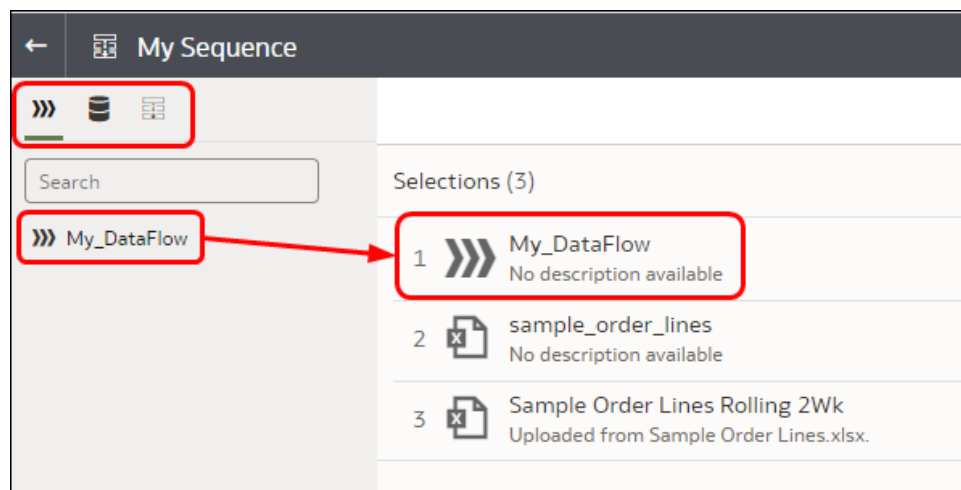 My Sequence
Search
My_DataFlow
Selections (3)
1 My_DataFlow
No description available
2 sample_order_lines
No description available
3 Sample Order Lines Rolling 2Wk
Uploaded from Sample Order Lines.xlsx.